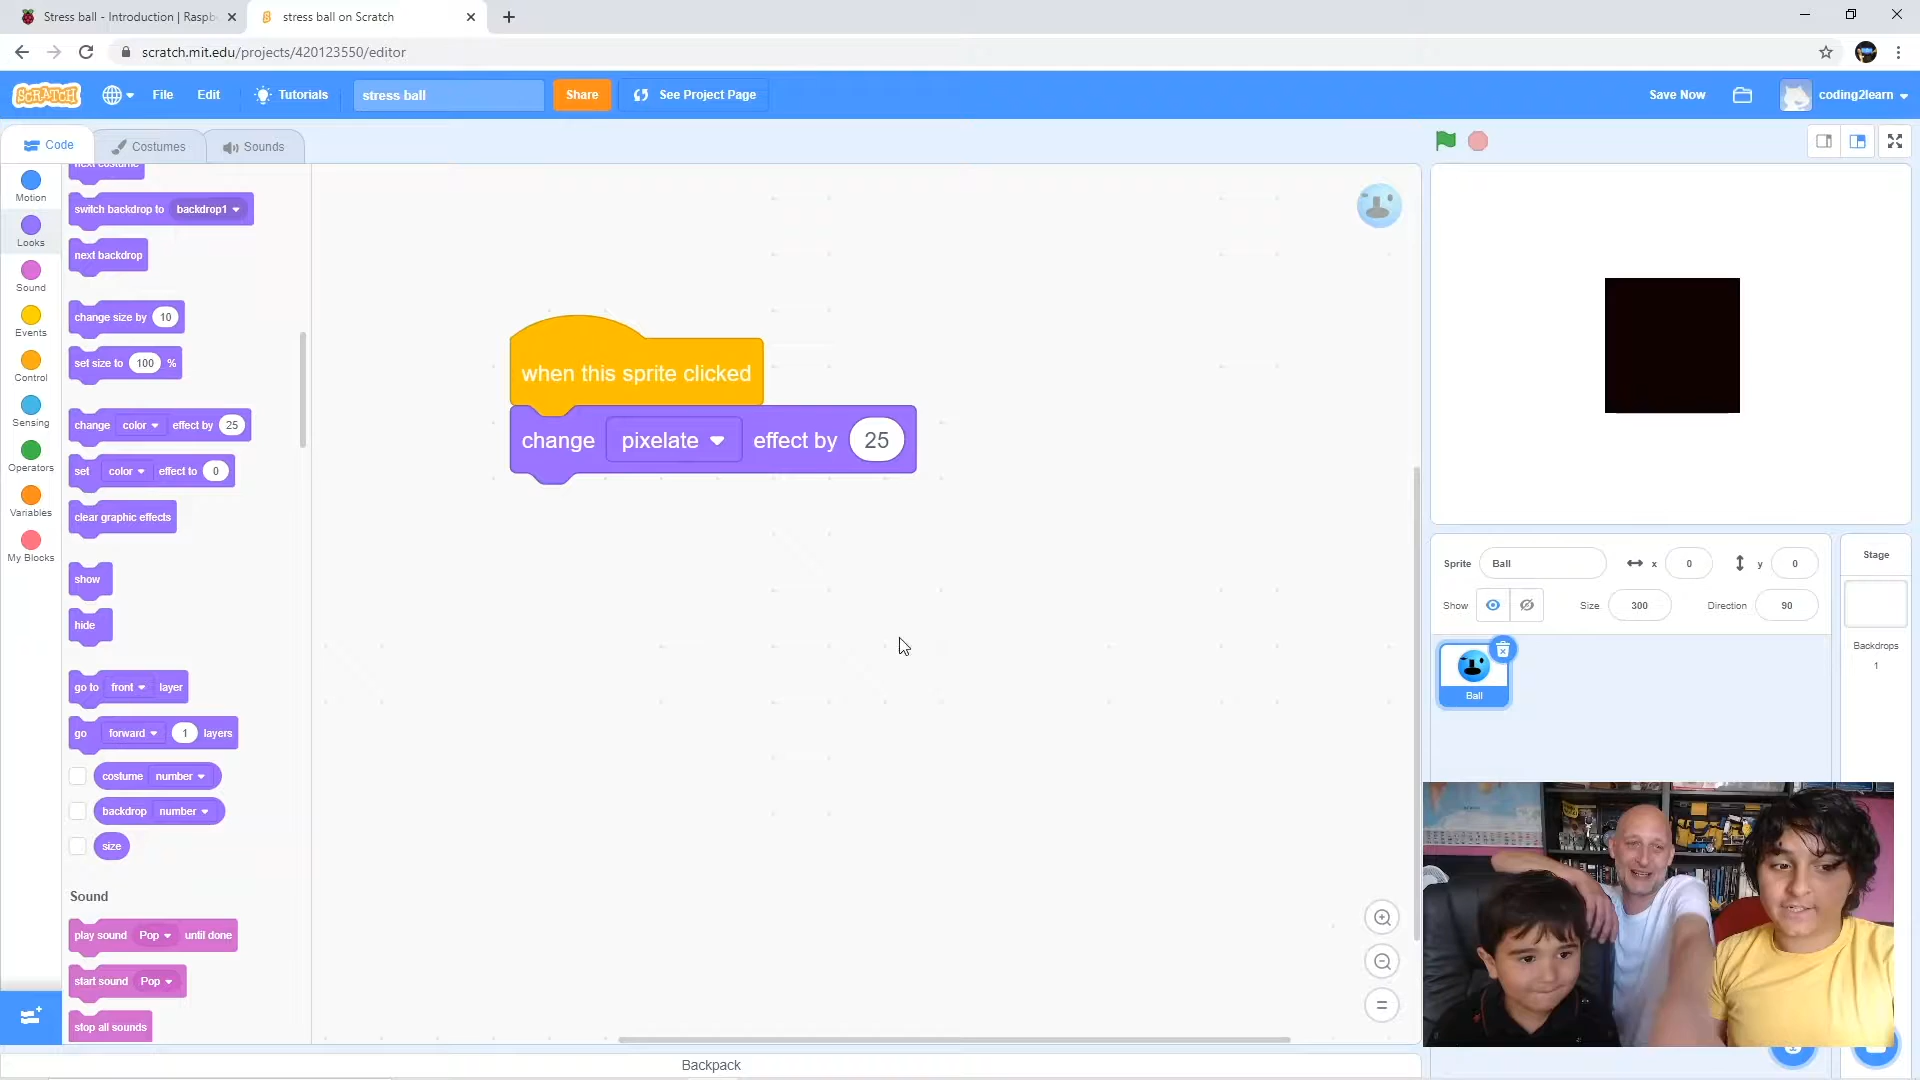 Stress ball - Introduction | Raspb
stress ball on Scratch
scratch.mit.edu/projects/420123550/editor
SCRATCH
File
Edit
Tutorials
stress ball
Share
See Project Page
Save Now
coding2learn
Code
Costumes
Sounds
Motion
Looks
Sound
Events
Control
Sensing
Operators
Variables
My Blocks
next costume
switch backdrop to backdrop1
next backdrop
change size by 10
set size to 100 %
change color effect by 25
set color effect to 0
clear graphic effects
show
hide
go to front layer
go forward 1 layers
costume number
backdrop number
size
Sound
play sound Pop until done
start sound Pop
stop all sounds
when this sprite clicked
change pixelate effect by 25
Sprite Ball x 0 y 0
Show Size 300 Direction 90
Ball
Stage
Backdrops
1
Backpack